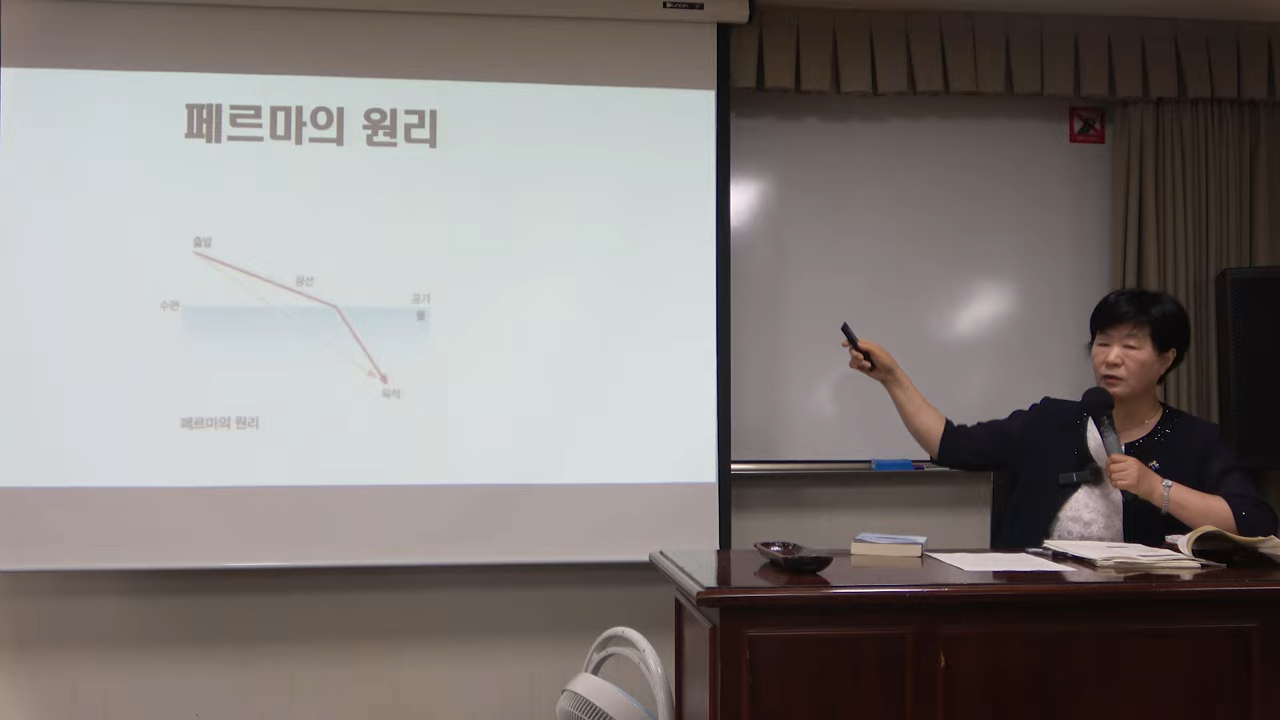 페르마의 원리
출발
광선
수면
공기
물
목적
페르마의 원리